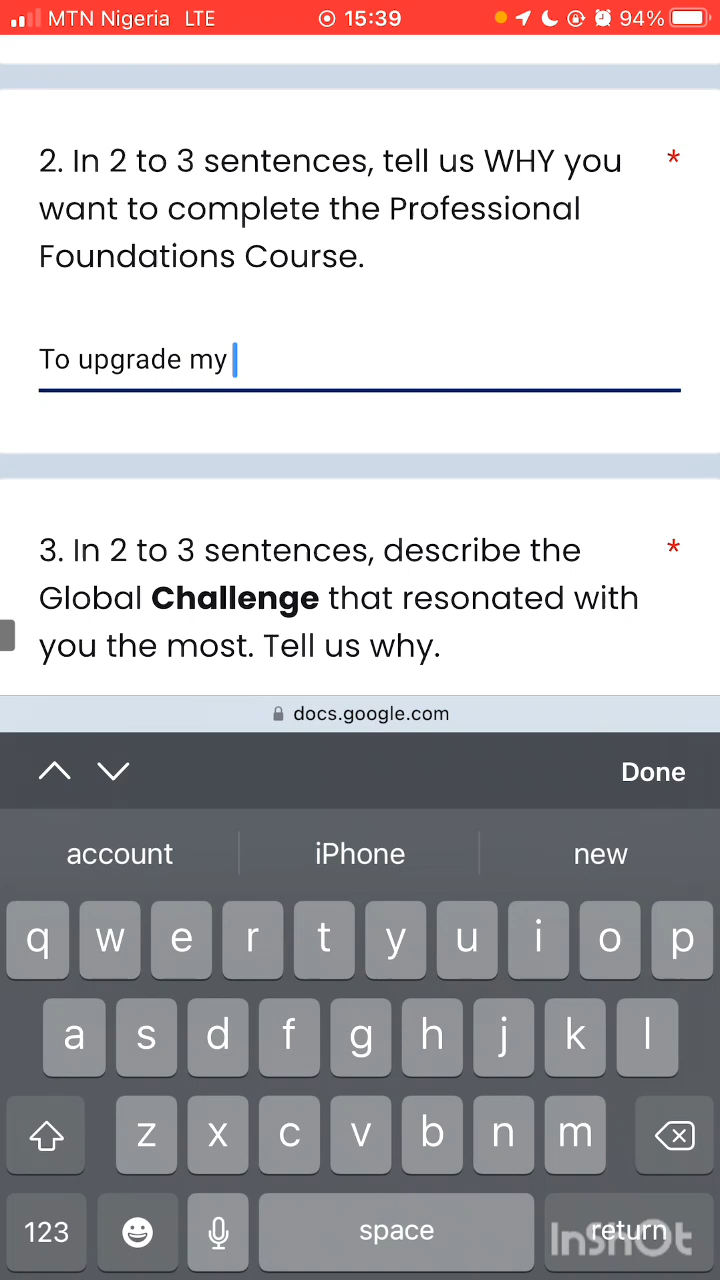 MTN Nigeria LTE 15:39 94%
2. In 2 to 3 sentences, tell us WHY you *
want to complete the Professional
Foundations Course.
To upgrade my
3. In 2 to 3 sentences, describe the *
Global Challenge that resonated with
you the most. Tell us why.
docs.google.com
Done
account iPhone new
q w e r t y u i o p
a s d f g h j k l
z x c v b n m
123 space return
InShOt